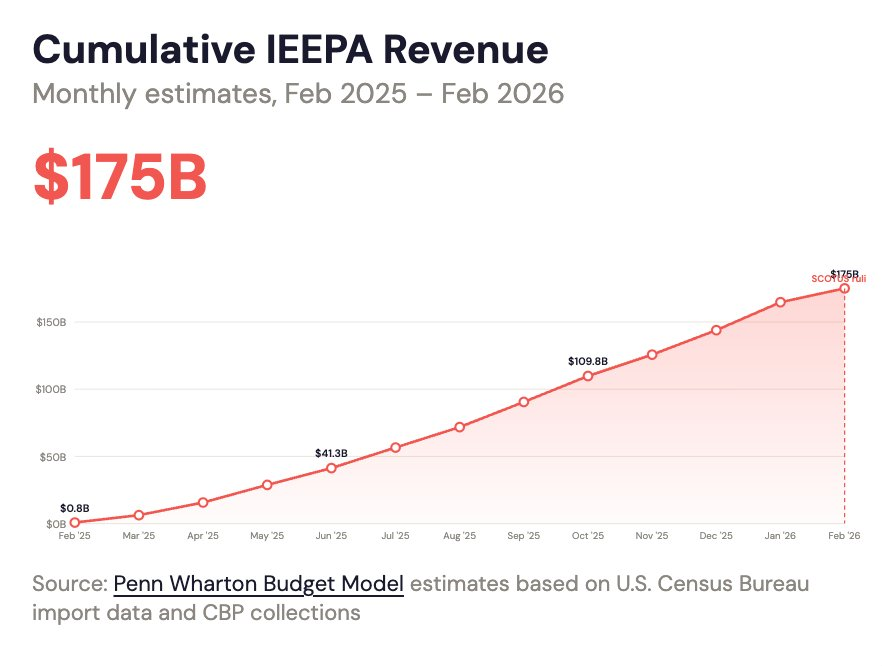 Cumulative IEEPA Revenue
Monthly estimates, Feb 2025 – Feb 2026
$175B
$175B
SCOTUS ruli
$150B
$109.8B
$100B
$50B
$41.3B
$0.8B
$0B
Feb '25 Mar '25 Apr '25 May '25 Jun '25 Jul '25 Aug '25 Sep '25 Oct '25 Nov '25 Dec '25 Jan '26 Feb '26
Source: Penn Wharton Budget Model estimates based on U.S. Census Bureau
import data and CBP collections